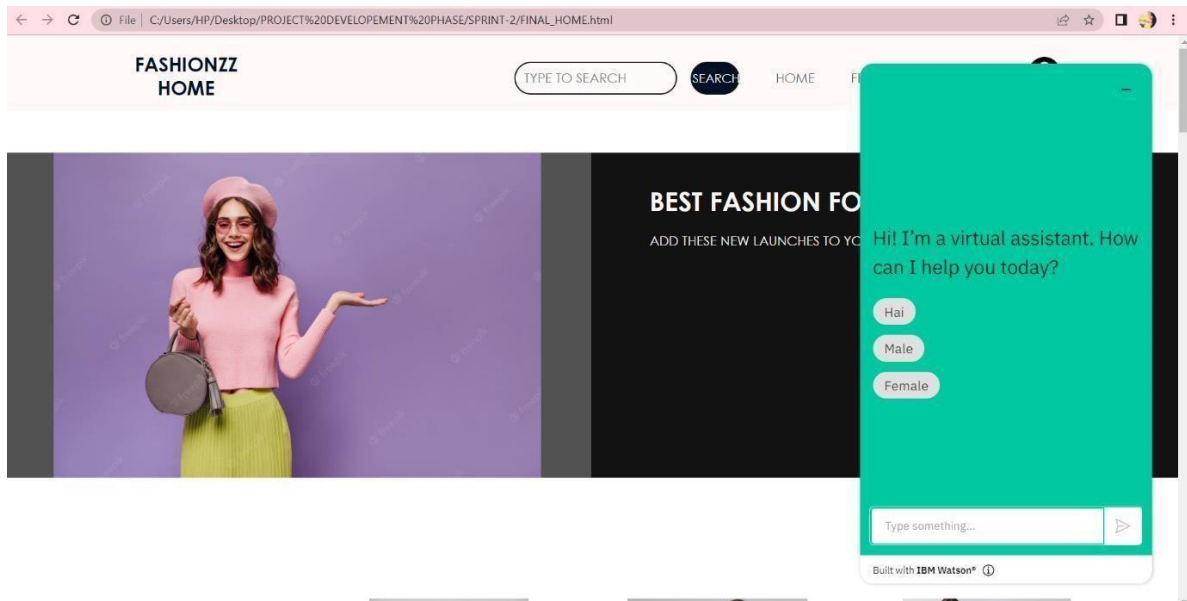 File | C:/Users/HP/Desktop/PROJECT%20DEVELOPEMENT%20PHASE/SPRINT-2/FINAL_HOME.html
FASHIONZZ
HOME
TYPE TO SEARCH
SEARCH
HOME
BEST FASHION FO
ADD THESE NEW LAUNCHES TO YO
Hi! I'm a virtual assistant. How
can I help you today?
Hai
Male
Female
Type something...
Built with IBM Watson®